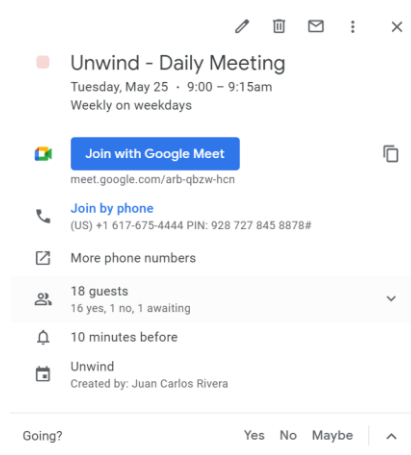 Unwind - Daily Meeting
Tuesday, May 25 · 9:00 – 9:15am
Weekly on weekdays
Join with Google Meet
meet.google.com/arb-qbzw-hcn
Join by phone
(US) +1 617-675-4444 PIN: 928 727 845 8878#
More phone numbers
18 guests
16 yes, 1 no, 1 awaiting
10 minutes before
Unwind
Created by: Juan Carlos Rivera
Going? Yes No Maybe